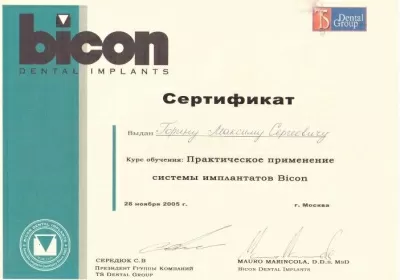 bicon
DENTAL IMPLANTS
TS Dental Group
Сертификат
Выдан Горину Максиму Сергеевичу
Курс обучения: Практическое применение
системы имплантатов Bicon
28 ноября 2005 г.
г. Москва
СЕРЕДЮК С.В
ПРЕЗИДЕНТ ГРУППЫ КОМПАНИЙ
TS DENTAL GROUP
MAURO MARINCOLA, D.D.S. MSD
BICON DENTAL IMPLANTS